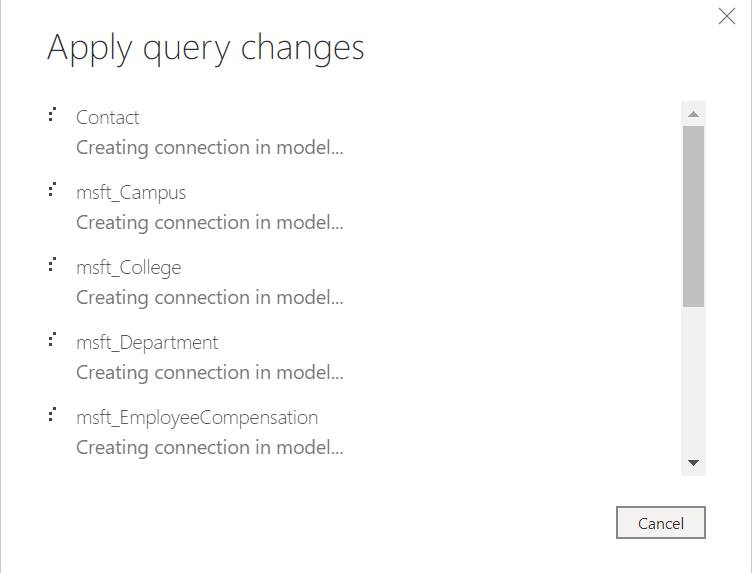 Apply query changes
Contact
Creating connection in model...
msft_Campus
Creating connection in model...
msft_College
Creating connection in model...
msft_Department
Creating connection in model...
msft_EmployeeCompensation
Creating connection in model...
Cancel